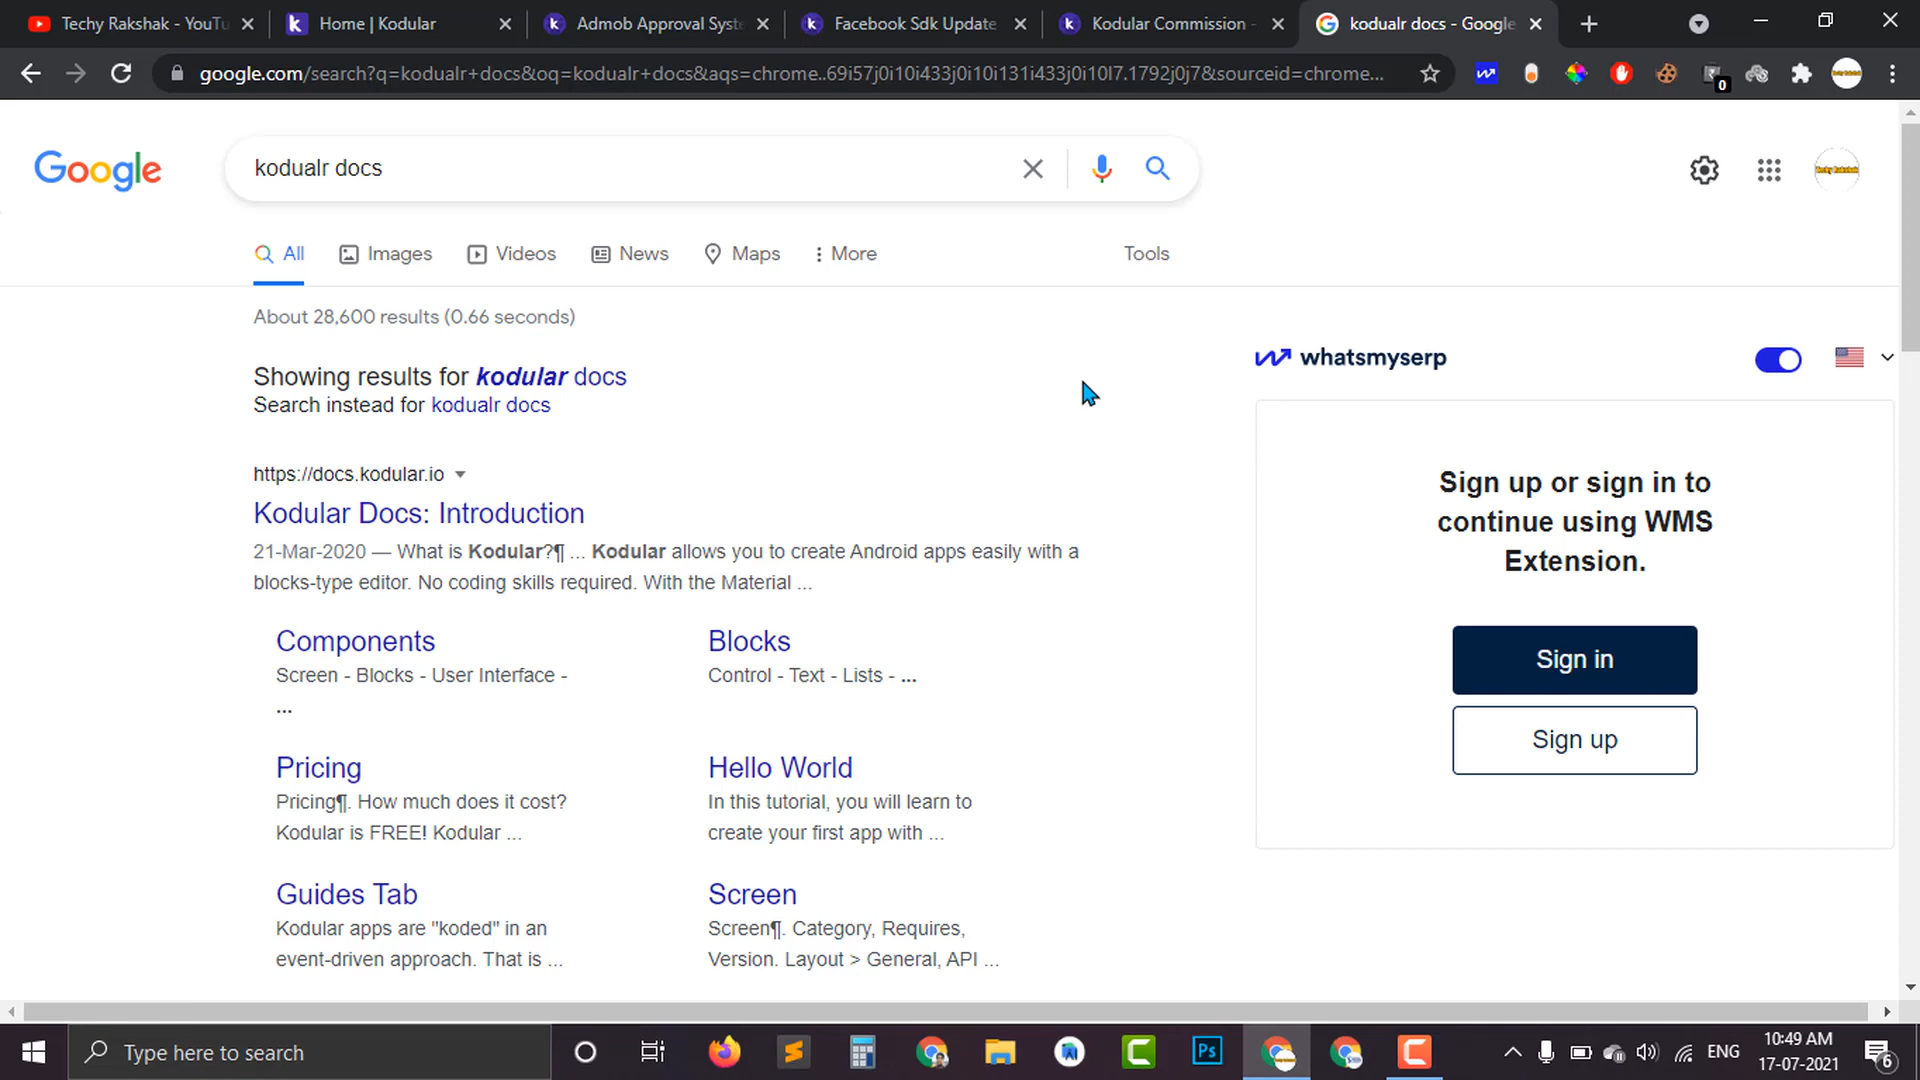 Techy Rakshak - YouTu
Home | Kodular
Admob Approval Syste
Facebook Sdk Update
Kodular Commission -
kodualr docs - Google
google.com/search?q=kodualr+docs&oq=kodualr+docs&aqs=chrome..69i57j0i10i433j0i10i131i433j0i10l7.1792j0j7&sourceid=chrome...
0
Google
kodualr docs
All
Images
Videos
News
Maps
More
Tools
About 28,600 results (0.66 seconds)
Showing results for kodular docs
Search instead for kodualr docs
https://docs.kodular.io
Kodular Docs: Introduction
21-Mar-2020 — What is Kodular?¶ ... Kodular allows you to create Android apps easily with a
blocks-type editor. No coding skills required. With the Material ...
Components
Screen - Blocks - User Interface -
...
Blocks
Control - Text - Lists - ...
Pricing
Pricing¶. How much does it cost?
Kodular is FREE! Kodular ...
Hello World
In this tutorial, you will learn to
create your first app with ...
Guides Tab
Kodular apps are "koded" in an
event-driven approach. That is ...
Screen
Screen¶. Category, Requires,
Version. Layout > General, API ...
whatsmyserp
Sign up or sign in to
continue using WMS
Extension.
Sign in
Sign up
Type here to search
Ps
ENG
10:49 AM
17-07-2021
6